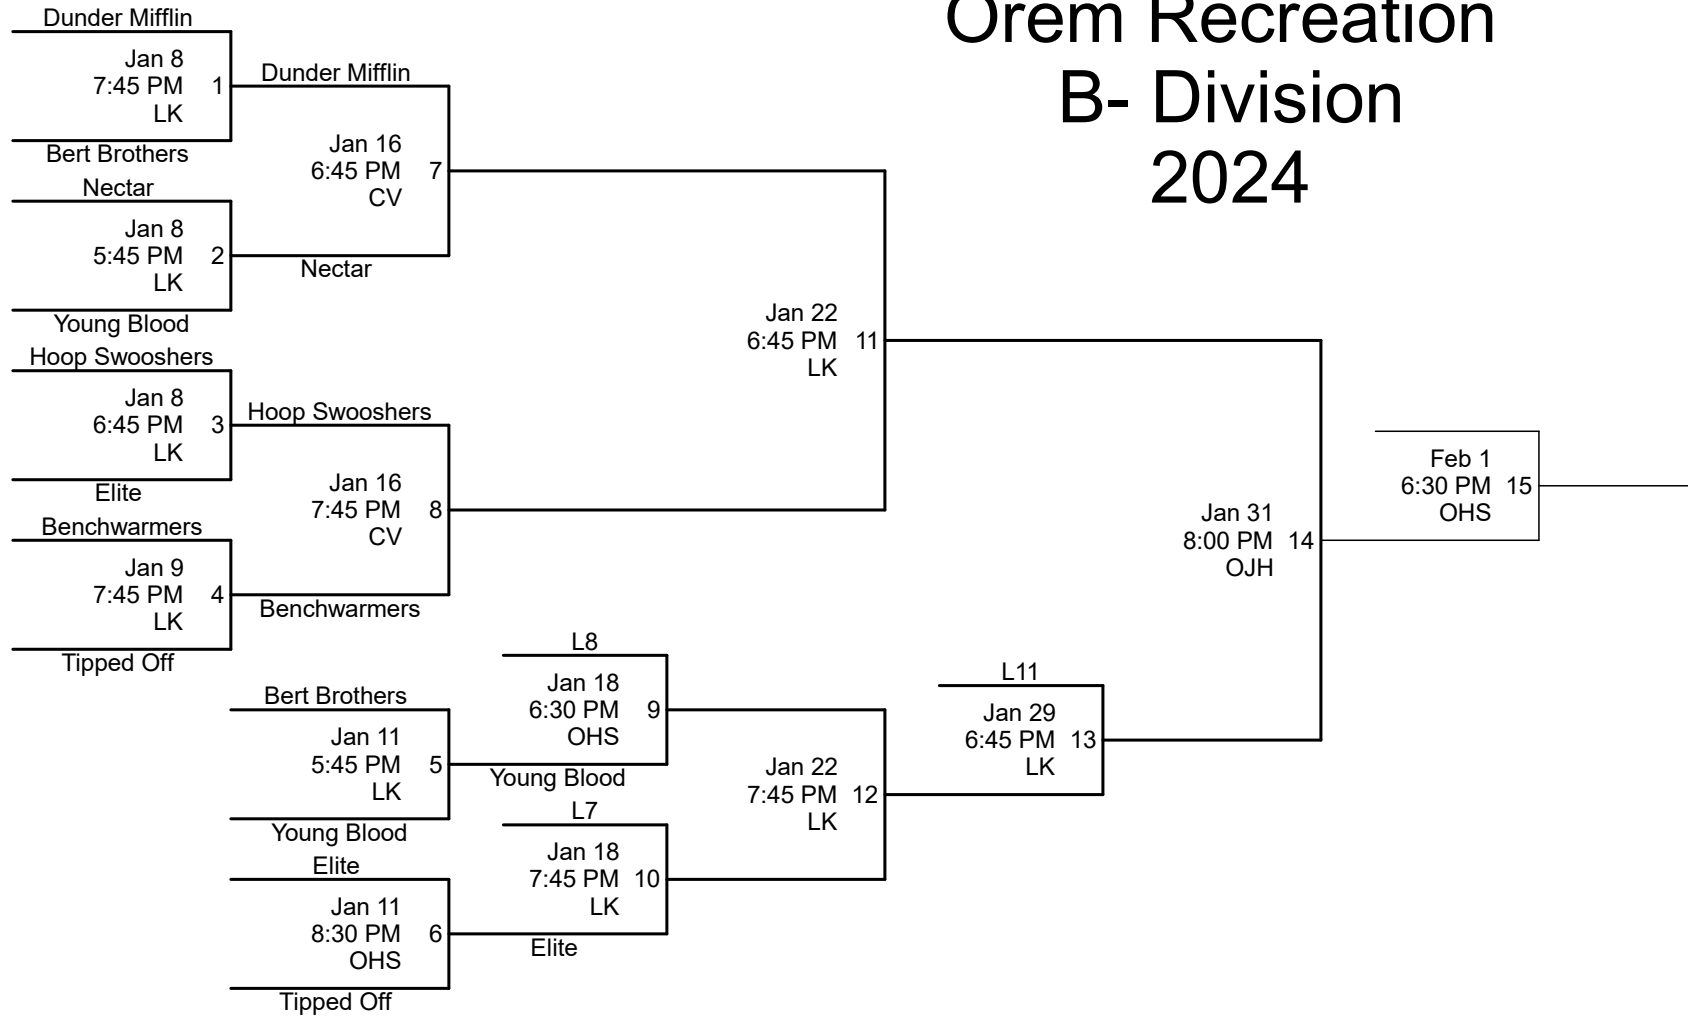 Orem Recreation
B- Division
2024
Dunder Mifflin
Jan 8
7:45 PM
LK
1
Bert Brothers
Nectar
Jan 8
5:45 PM
LK
2
Young Blood
Hoop Swooshers
Jan 8
6:45 PM
LK
3
Elite
Benchwarmers
Jan 9
7:45 PM
LK
4
Tipped Off
Dunder Mifflin
Jan 16
6:45 PM
CV
7
Nectar
Hoop Swooshers
Jan 16
7:45 PM
CV
8
Benchwarmers
Bert Brothers
Jan 11
5:45 PM
LK
5
Young Blood
Elite
Jan 11
8:30 PM
OHS
6
Tipped Off
L8
Jan 18
6:30 PM
OHS
9
Young Blood
L7
Jan 18
7:45 PM
LK
10
Elite
Jan 22
6:45 PM
LK
11
Jan 22
7:45 PM
LK
12
L11
Jan 29
6:45 PM
LK
13
Jan 31
8:00 PM
OJH
14
Feb 1
6:30 PM
OHS
15